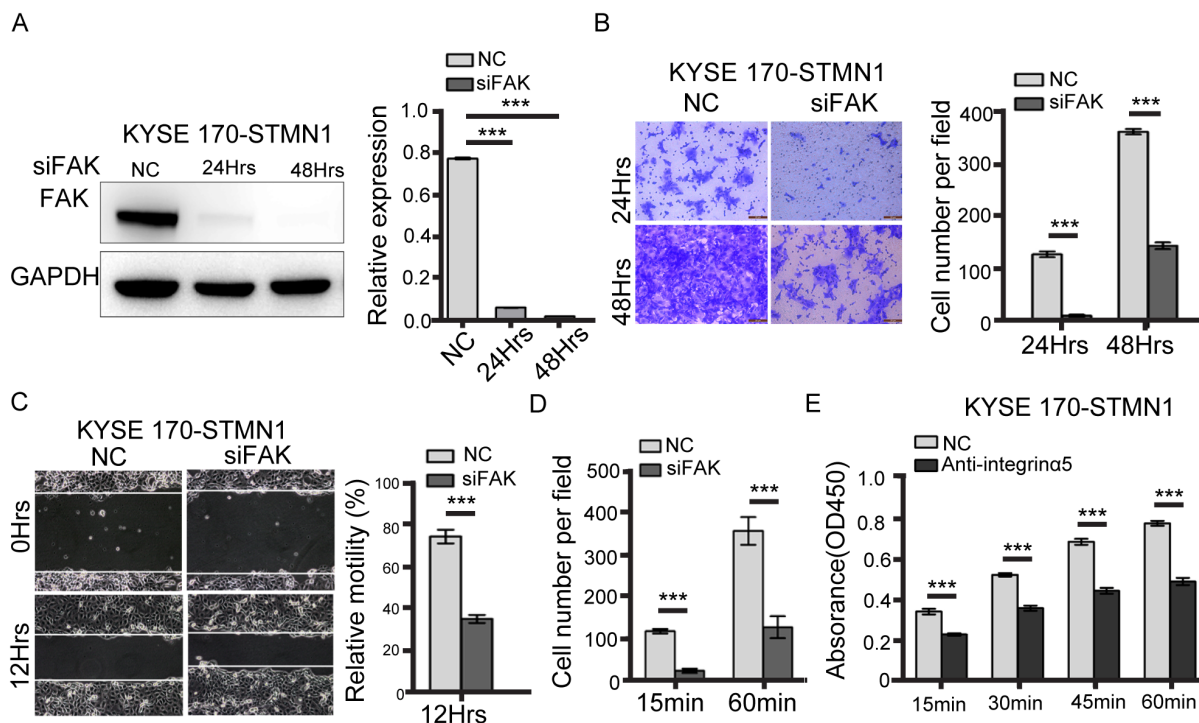 A
KYSE 170-STMN1
siFAK
NC 24Hrs 48Hrs
FAK
GAPDH
NC
siFAK
***
***
Relative expression
0.8
0.6
0.4
0.2
0.0
NC 24Hrs 48Hrs
B
KYSE 170-STMN1
NC siFAK
24Hrs
48Hrs
NC
siFAK
***
***
Cell number per field
400
300
200
100
0
24Hrs 48Hrs
C
KYSE 170-STMN1
NC siFAK
0Hrs
12Hrs
NC
siFAK
***
Relative motility (%)
100
80
60
40
20
0
12Hrs
D
NC
siFAK
***
***
Cell number per field
500
400
300
200
100
0
15min 60min
E
KYSE 170-STMN1
NC
Anti-integrinα5
***
***
***
***
Absorance(OD450)
1.0
0.8
0.6
0.4
0.2
0
15min 30min 45min 60min